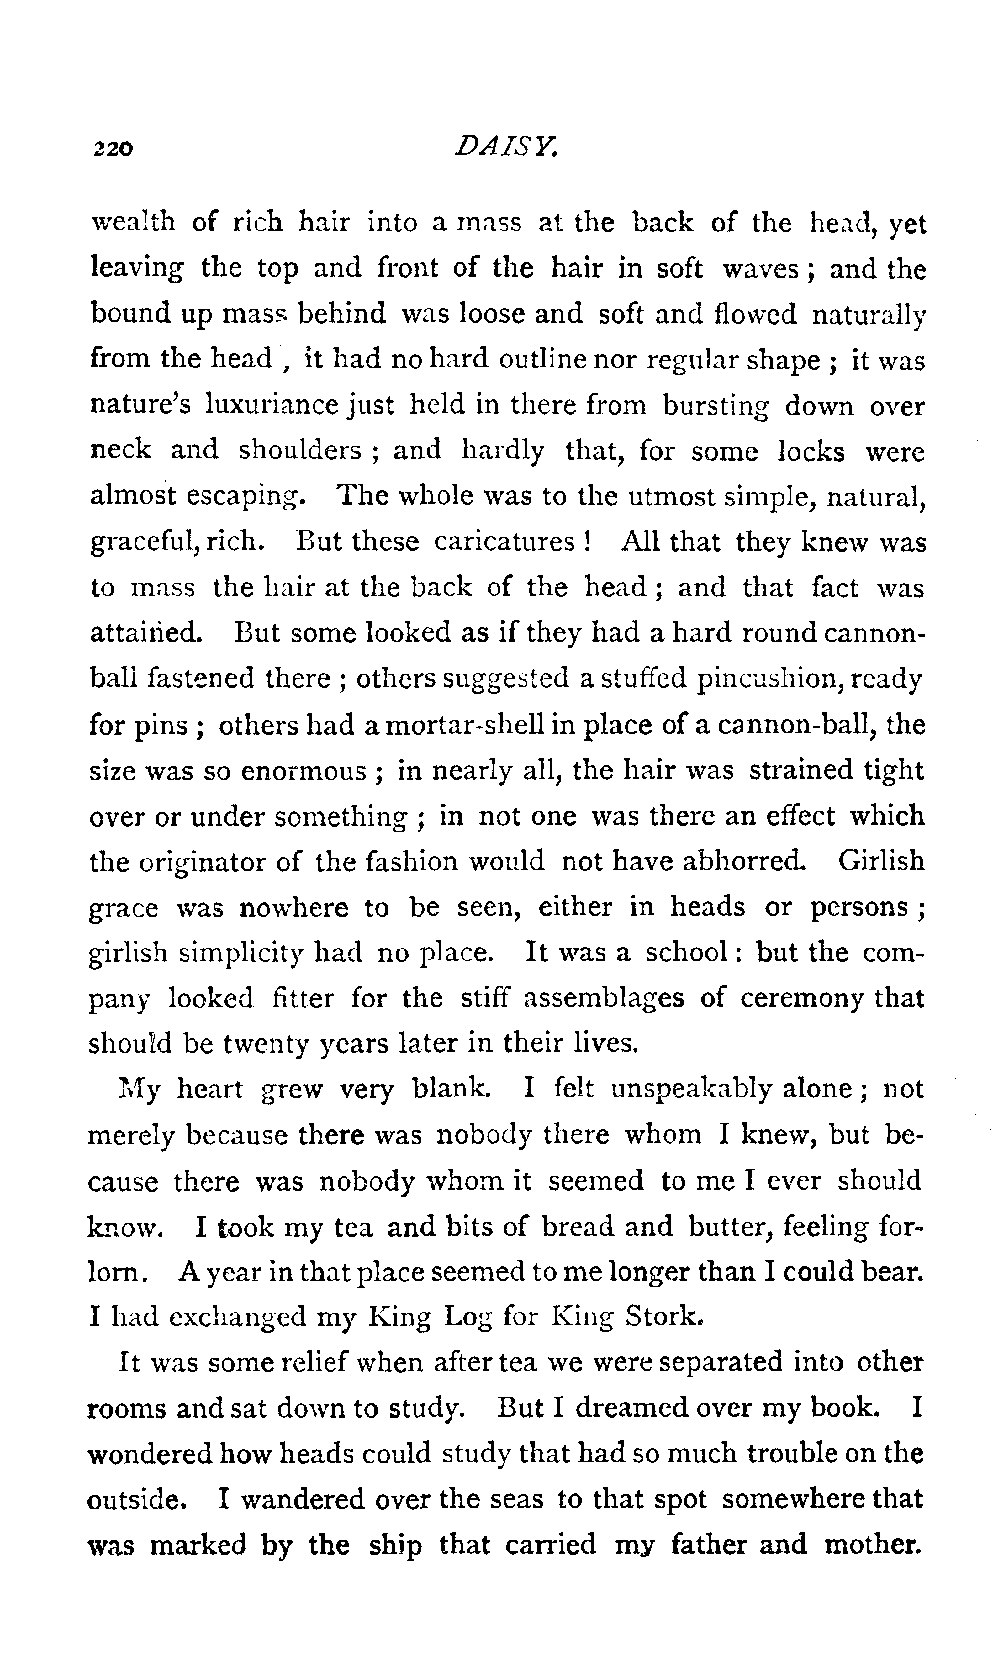 220 DAISY.
wealth of rich hair into a mass at the back of the head, yet
leaving the top and front of the hair in soft waves ; and the
bound up mass behind was loose and soft and flowed naturally
from the head , it had no hard outline nor regular shape ; it was
nature's luxuriance just held in there from bursting down over
neck and shoulders ; and hardly that, for some locks were
almost escaping. The whole was to the utmost simple, natural,
graceful, rich. But these caricatures ! All that they knew was
to mass the hair at the back of the head ; and that fact was
attained. But some looked as if they had a hard round cannon-
ball fastened there ; others suggested a stuffed pincushion, ready
for pins ; others had a mortar-shell in place of a cannon-ball, the
size was so enormous ; in nearly all, the hair was strained tight
over or under something ; in not one was there an effect which
the originator of the fashion would not have abhorred. Girlish
grace was nowhere to be seen, either in heads or persons ;
girlish simplicity had no place. It was a school : but the com-
pany looked fitter for the stiff assemblages of ceremony that
should be twenty years later in their lives.
My heart grew very blank. I felt unspeakably alone ; not
merely because there was nobody there whom I knew, but be-
cause there was nobody whom it seemed to me I ever should
know. I took my tea and bits of bread and butter, feeling for-
lorn. A year in that place seemed to me longer than I could bear.
I had exchanged my King Log for King Stork.
It was some relief when after tea we were separated into other
rooms and sat down to study. But I dreamed over my book. I
wondered how heads could study that had so much trouble on the
outside. I wandered over the seas to that spot somewhere that
was marked by the ship that carried my father and mother.